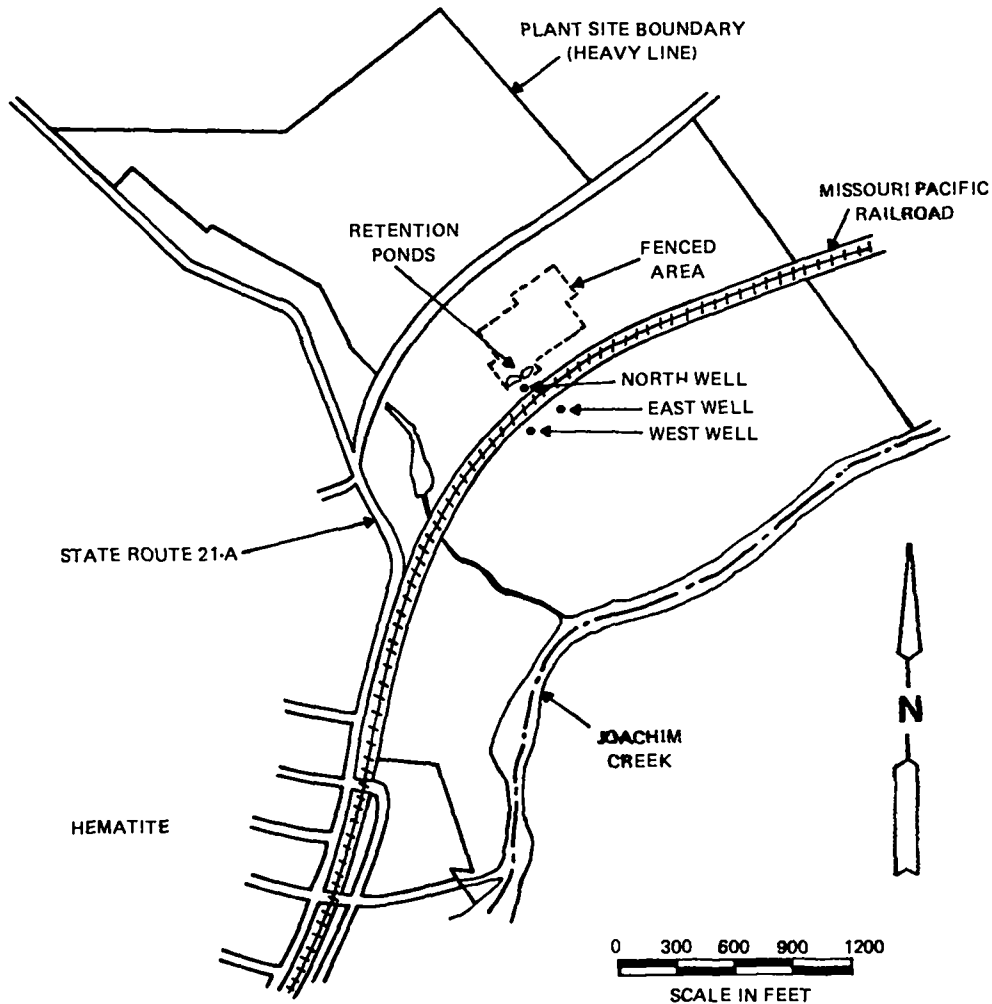 PLANT SITE BOUNDARY
(HEAVY LINE)
MISSOURI PACIFIC
RAILROAD
RETENTION
PONDS
FENCED
AREA
NORTH WELL
EAST WELL
WEST WELL
STATE ROUTE 21-A
N
JOACHIM
CREEK
HEMATITE
0 300 600 900 1200
SCALE IN FEET